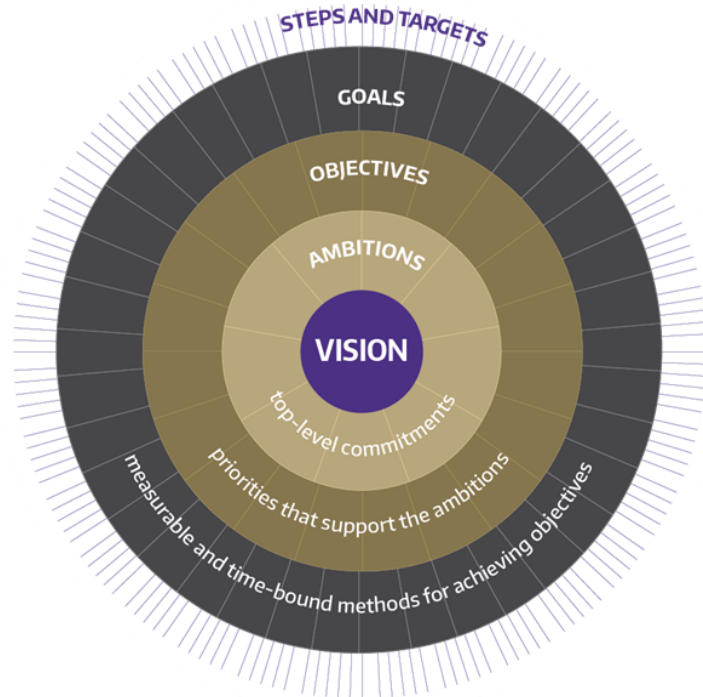 STEPS AND TARGETS
GOALS
OBJECTIVES
AMBITIONS
VISION
top-level commitments
priorities that support the ambitions
measurable and time-bound methods for achieving objectives